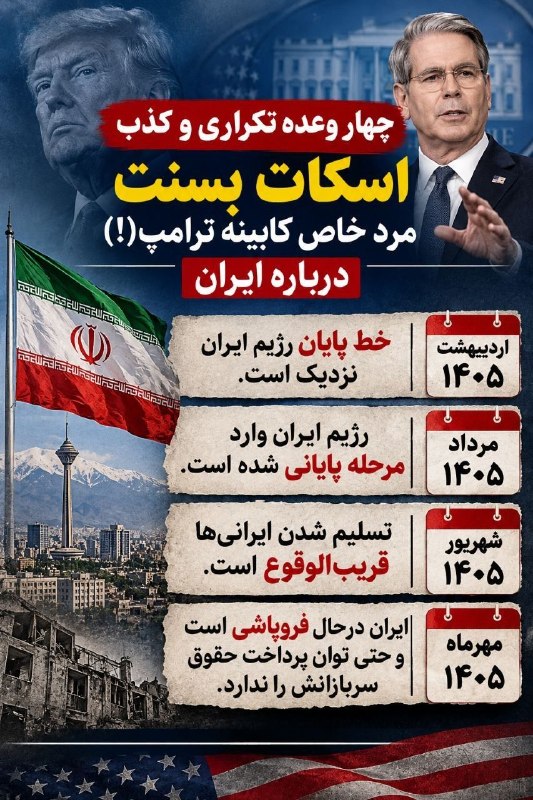 چهار وعده تکراری و کذب
اسکات بسنت
مرد خاص کابینه ترامپ(!)
درباره ایران
اردیبهشت
۱۴۰۵
خط پایان رژیم ایران
نزدیک است.
مرداد
۱۴۰۵
رژیم ایران وارد
مرحله پایانی شده است.
شهریور
۱۴۰۵
تسلیم شدن ایرانی‌ها
قریب‌الوقوع است.
مهرماه
۱۴۰۵
ایران درحال فروپاشی است
و حتی توان پرداخت حقوق
سربازانش را ندارد.